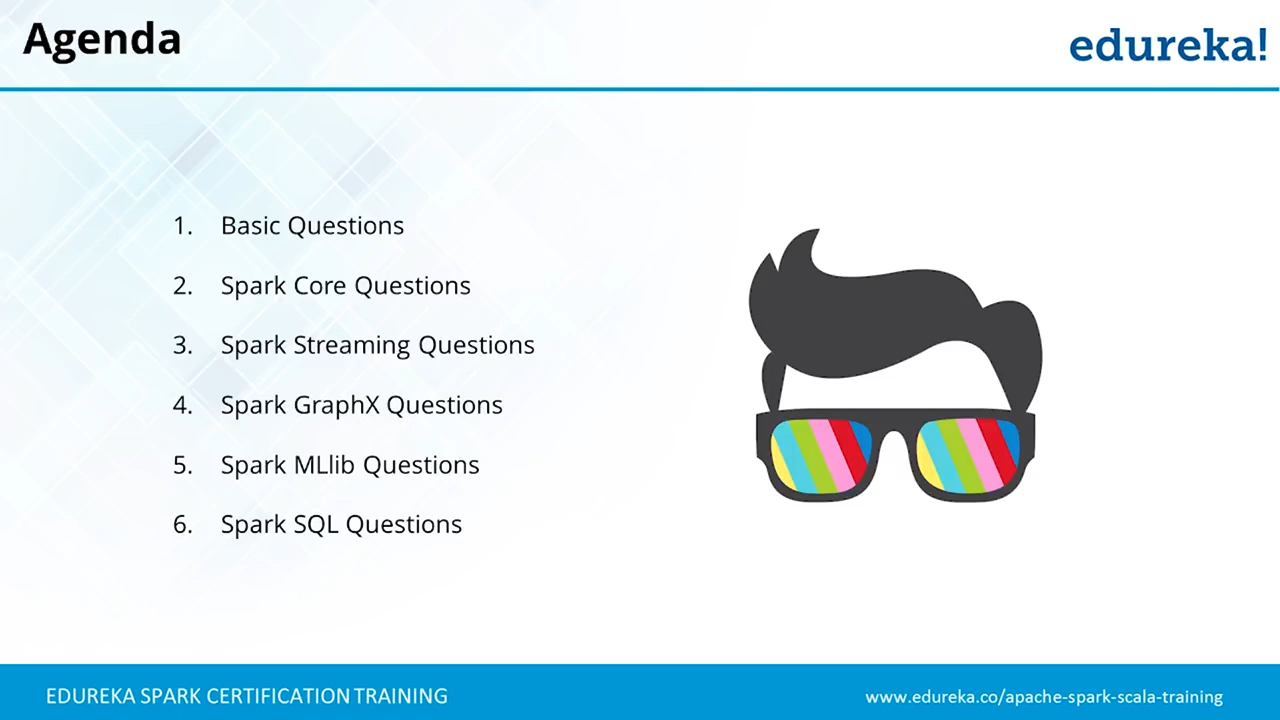 Agenda
edureka!
1. Basic Questions
2. Spark Core Questions
3. Spark Streaming Questions
4. Spark GraphX Questions
5. Spark MLlib Questions
6. Spark SQL Questions
EDUREKA SPARK CERTIFICATION TRAINING
www.edureka.co/apache-spark-scala-training